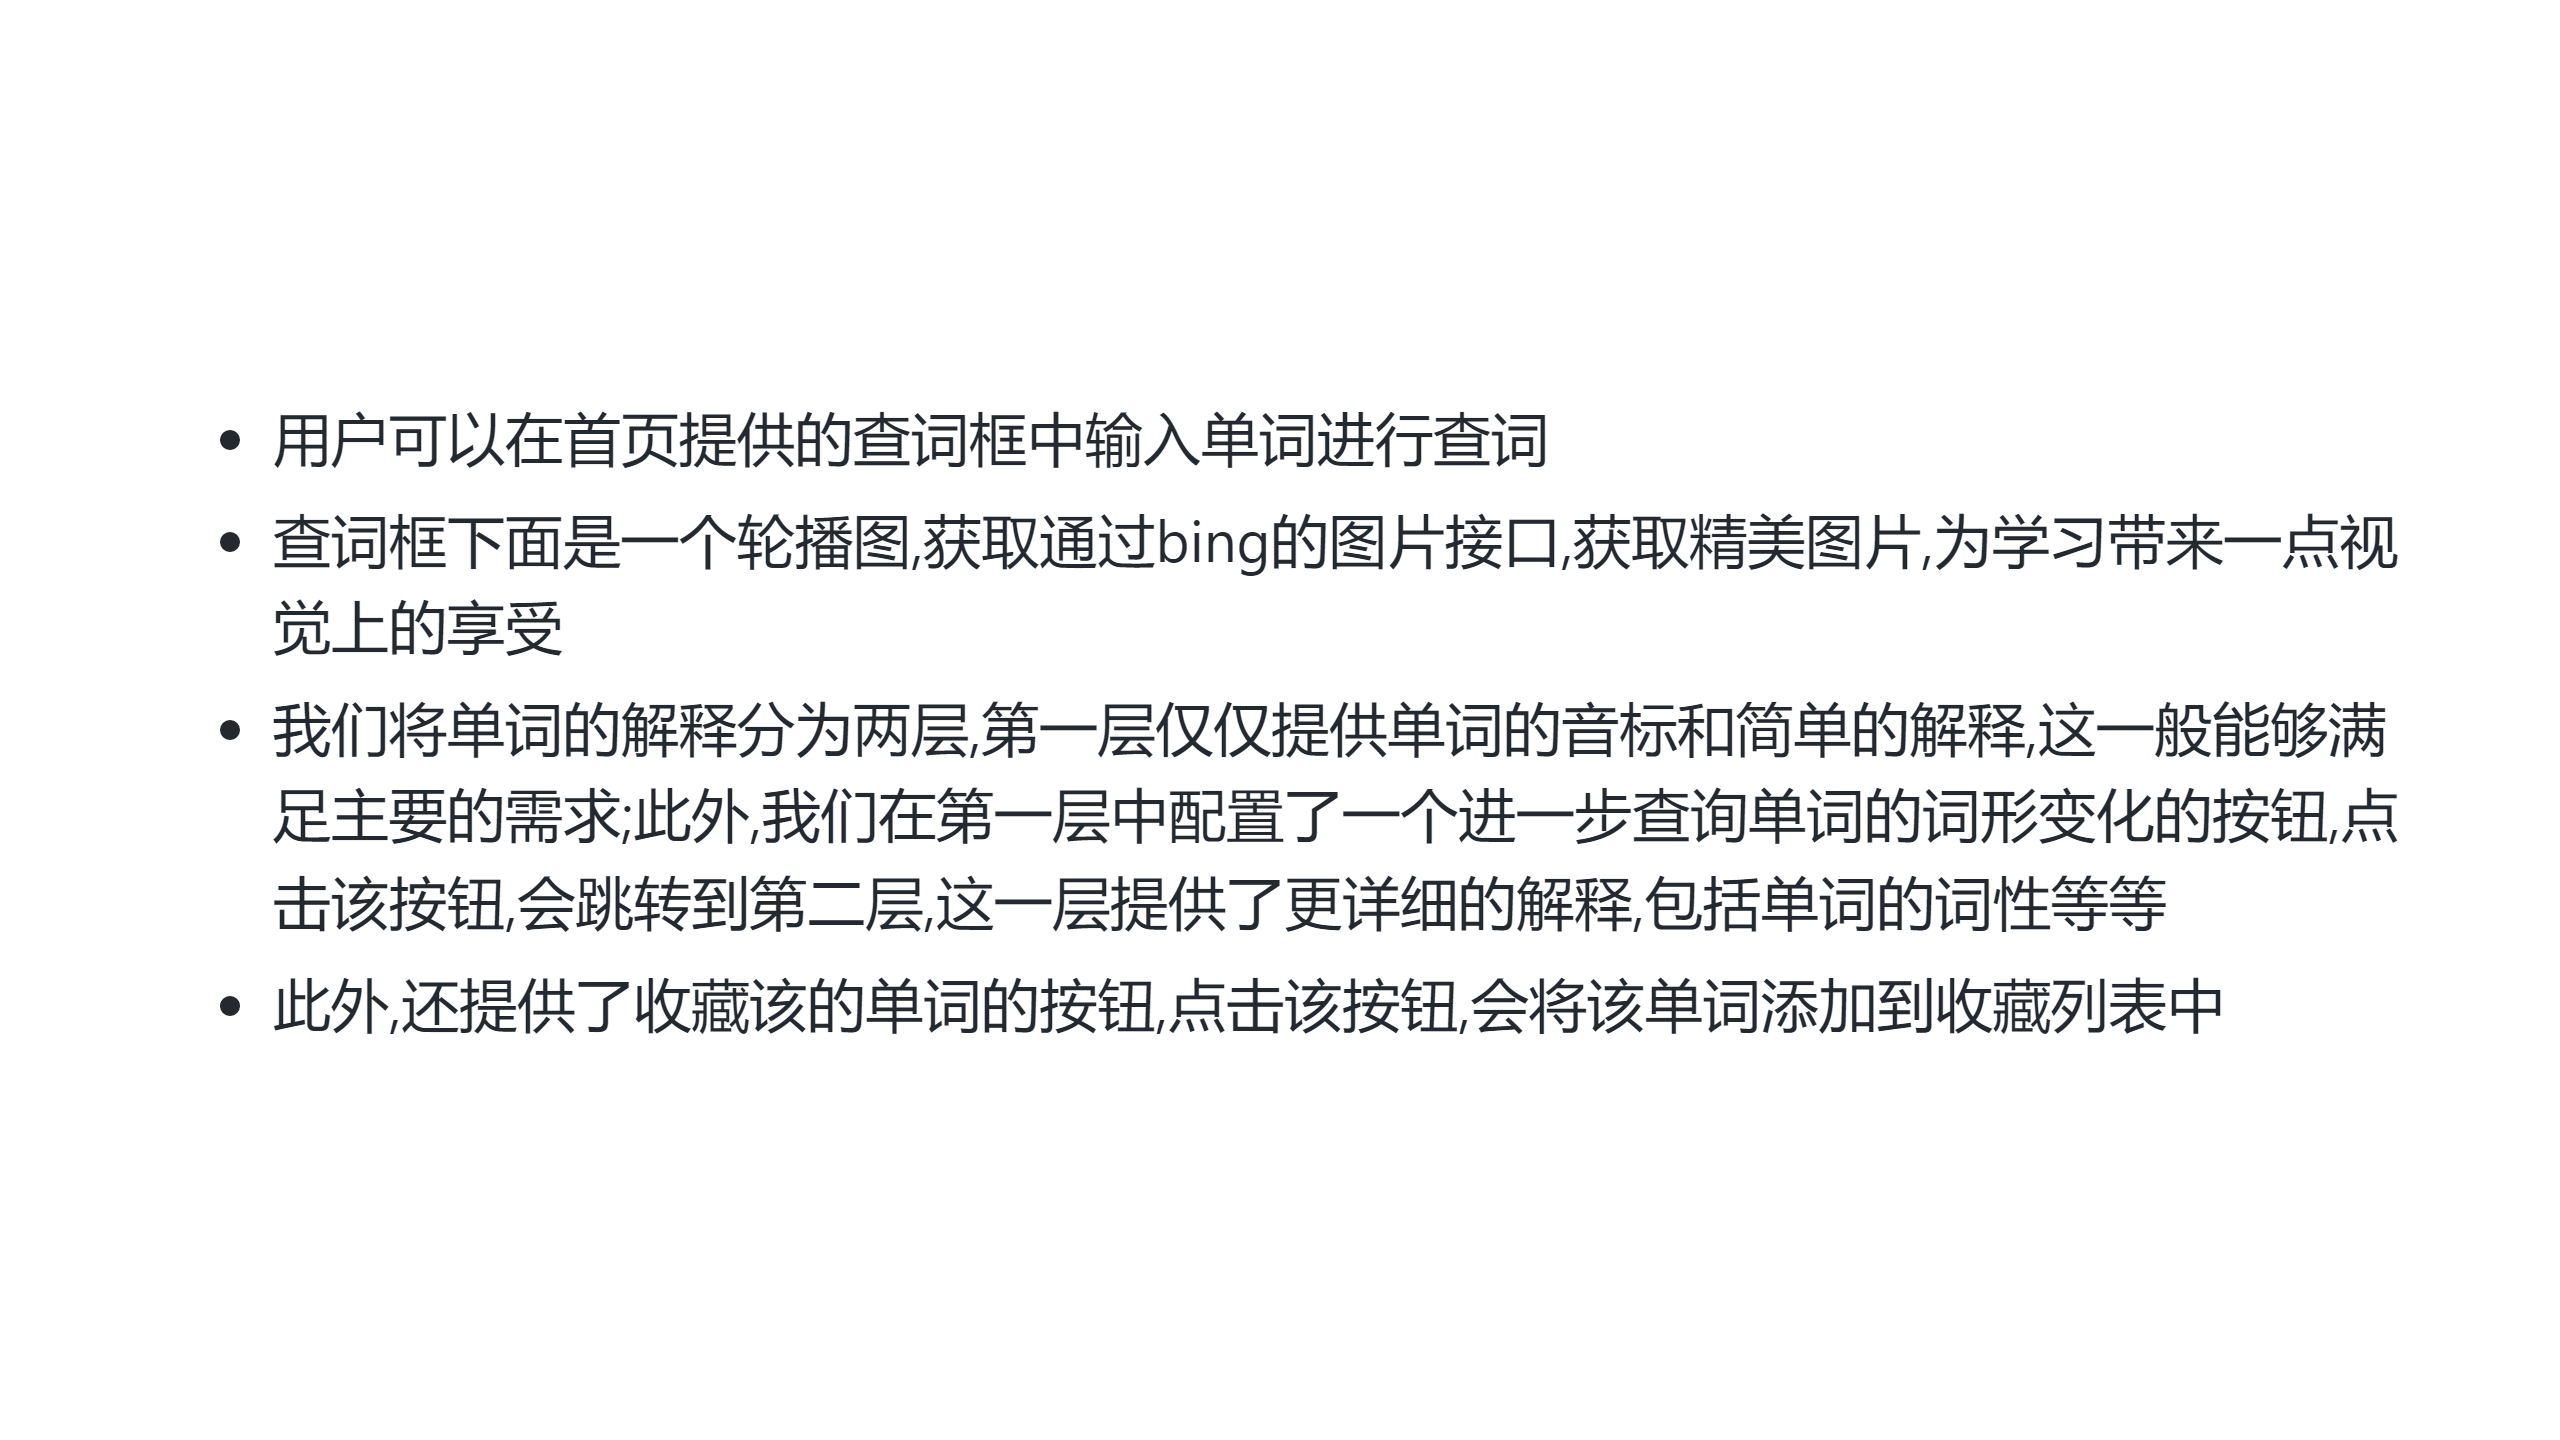 用户可以在首页提供的查词框中输入单词进行查词
查词框下面是一个轮播图,获取通过bing的图片接口,获取精美图片,为学习带来一点视
觉上的享受
我们将单词的解释分为两层,第一层仅仅提供单词的音标和简单的解释,这一般能够满
足主要的需求;此外,我们在第一层中配置了一个进一步查询单词的词形变化的按钮,点
击该按钮,会跳转到第二层,这一层提供了更详细的解释,包括单词的词性等等
此外,还提供了收藏该的单词的按钮,点击该按钮,会将该单词添加到收藏列表中